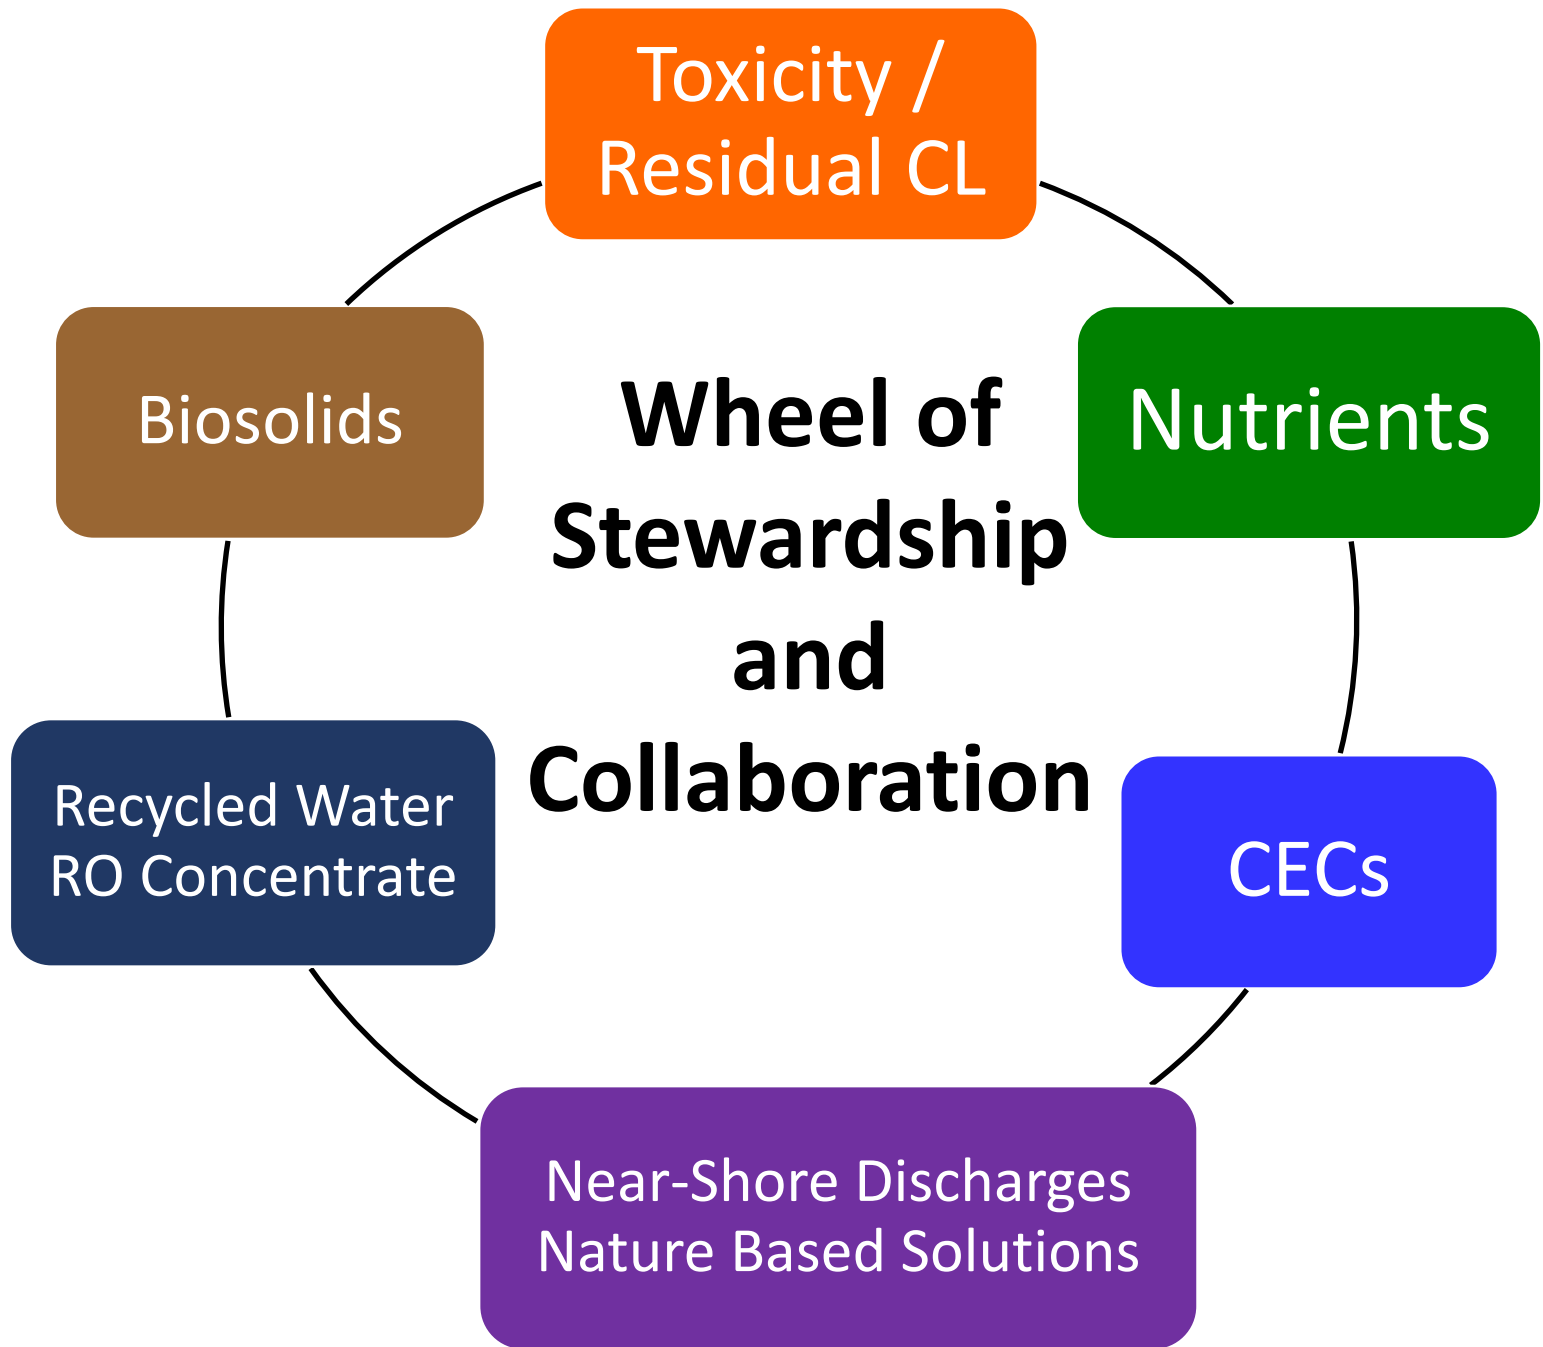 Toxicity /
Residual CL
Nutrients
CECs
Near-Shore Discharges
Nature Based Solutions
Recycled Water
RO Concentrate
Biosolids
Wheel of
Stewardship
and
Collaboration